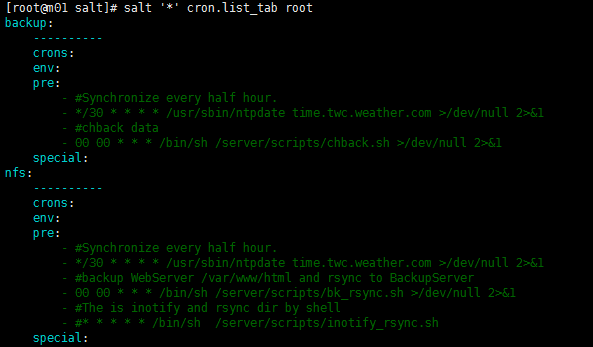 [root@m01 salt]# salt '*' cron.list_tab root
backup:
    ----------
    crons:
    env:
    pre:
        - #Synchronize every half hour.
        - */30 * * * * /usr/sbin/ntpdate time.twc.weather.com >/dev/null 2>&1
        - #chback data
        - 00 00 * * * /bin/sh /server/scripts/chback.sh >/dev/null 2>&1
    special:
nfs:
    ----------
    crons:
    env:
    pre:
        - #Synchronize every half hour.
        - */30 * * * * /usr/sbin/ntpdate time.twc.weather.com >/dev/null 2>&1
        - #backup WebServer /var/www/html and rsync to BackupServer
        - 00 00 * * * /bin/sh /server/scripts/bk_rsync.sh >/dev/null 2>&1
        - #The is inotify and rsync dir by shell
        - #* * * * * /bin/sh  /server/scripts/inotify_rsync.sh
    special: